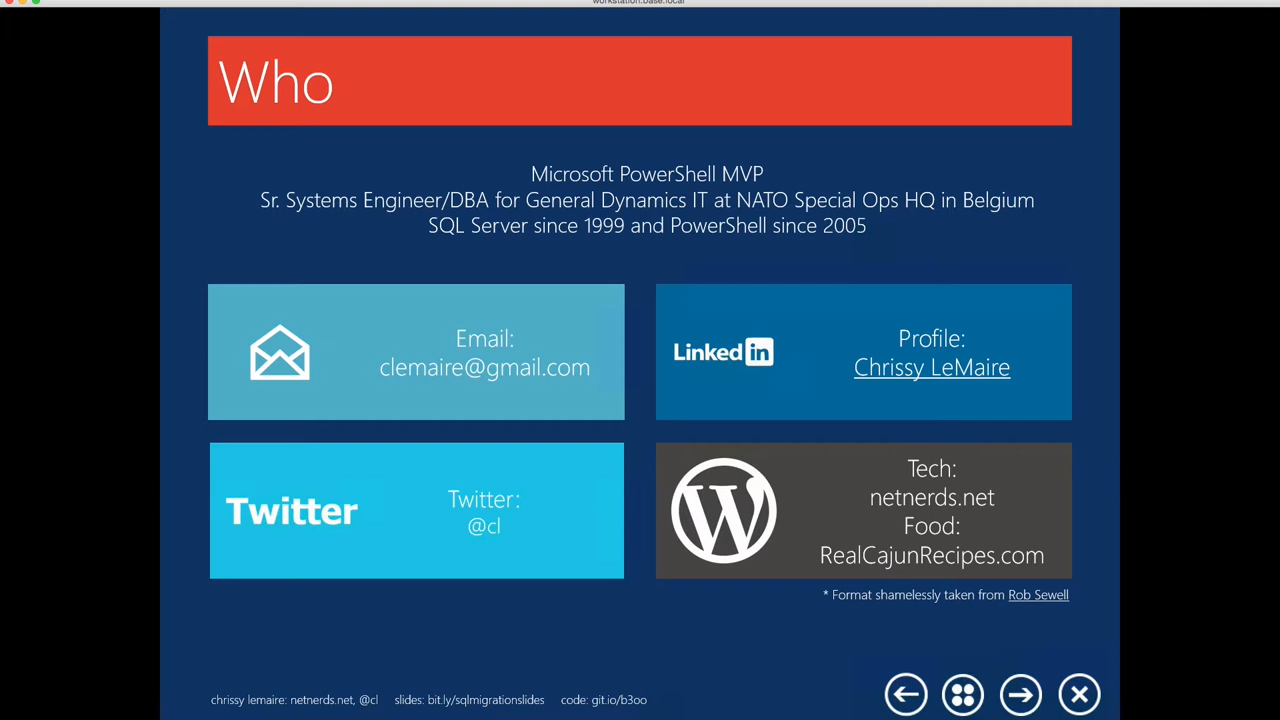 workstation.base.local
Who
Microsoft PowerShell MVP
Sr. Systems Engineer/DBA for General Dynamics IT at NATO Special Ops HQ in Belgium
SQL Server since 1999 and PowerShell since 2005
Email:
clemaire@gmail.com
Linked in
Profile:
Chrissy LeMaire
Twitter
Twitter:
@cl
W
Tech:
netnerds.net
Food:
RealCajunRecipes.com
* Format shamelessly taken from Rob Sewell
chrissy lemaire: netnerds.net, @cl slides: bit.ly/sqlmigrationslides code: git.io/b3oo